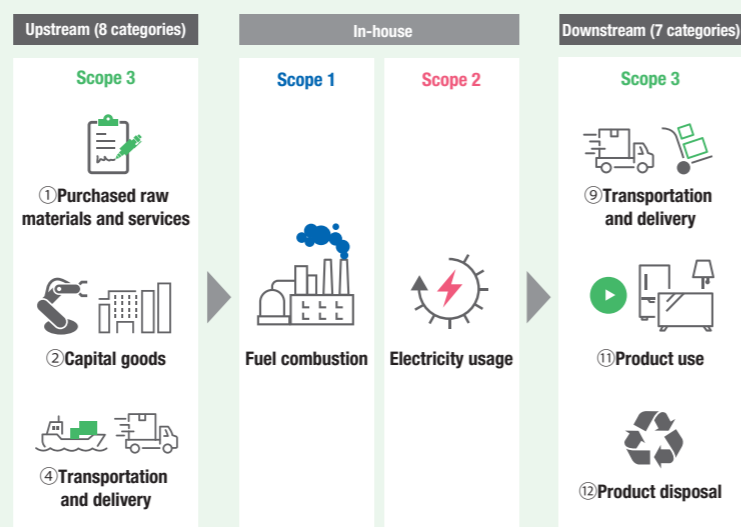 Upstream (8 categories)
In-house
Downstream (7 categories)
Scope 3
①Purchased raw
materials and services
②Capital goods
④Transportation
and delivery
Scope 1
Fuel combustion
Scope 2
Electricity usage
Scope 3
⑨Transportation
and delivery
⑪Product use
⑫Product disposal